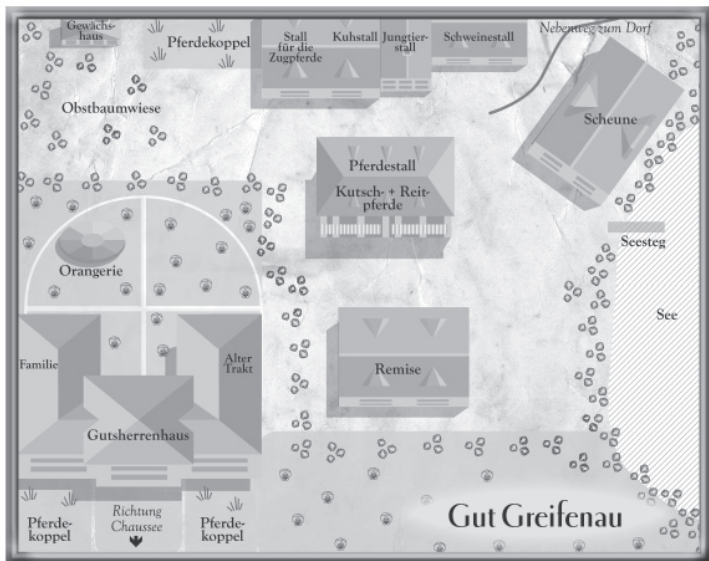 Gewächs-
haus
Pferdekoppel
Stall
für die
Zugpferde
Kuhstall
Jungtier-
stall
Schweinestall
Nebenweg zum Dorf
Obstbaumwiese
Scheune
Pferdestall
Kutsch- + Reit-
pferde
Orangerie
Seesteg
See
Familie
Alter
Trakt
Remise
Gutsherrenhaus
Pferde-
koppel
Richtung
Chaussee
Pferde-
koppel
Gut Greifenau